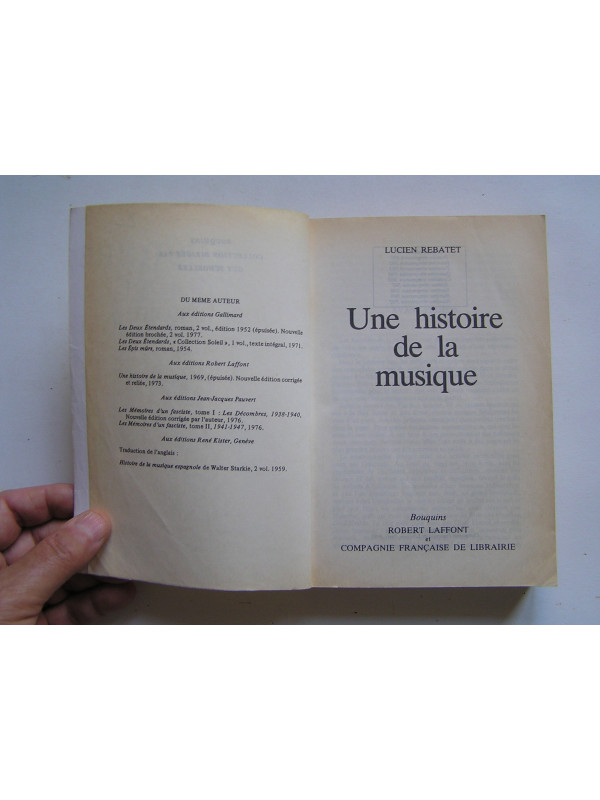 DU MEME AUTEUR
Aux éditions Gallimard
Les Deux Étendards, roman, 2 vol., édition 1952 (épuisée). Nouvelle
édition brochée, 2 vol. 1977.
Les Deux Étendards, « Collection Soleil », 1 vol., texte intégral, 1971.
Les Épis mûrs, roman, 1954.
Aux éditions Robert Laffont
Une histoire de la musique, 1969, (épuisée). Nouvelle édition corrigée
et reliée, 1973.
Aux éditions Jean-Jacques Pauvert
Les Mémoires d'un fasciste, tome I : Les Décombres, 1938-1940,
Nouvelle édition corrigée par l'auteur, 1976.
Les Mémoires d'un fasciste, tome II, 1941-1947, 1976.
Aux éditions René Kister, Genève
Traduction de l'anglais :
Histoire de la musique espagnole de Walter Starkie, 2 vol. 1959.
LUCIEN REBATET
Une histoire
de la
musique
Bouquins
ROBERT LAFFONT
et
COMPAGNIE FRANÇAISE DE LIBRAIRIE